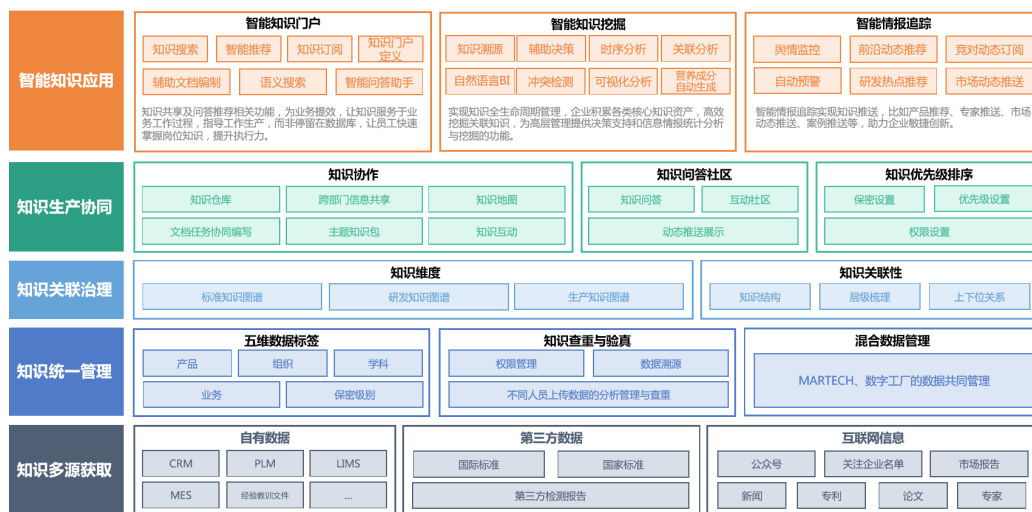 智能知识应用
智能知识门户
知识搜索
智能推荐
知识订阅
知识门户
定义
辅助文档编制
语义搜索
智能问答助手
知识共享及问答推荐相关功能，为业务提效，让知识服务于业
务工作过程，指导工作生产，而非停留在数据库，让员工快速
掌握岗位知识，提升执行力。
智能知识挖掘
知识溯源
辅助决策
时序分析
关联分析
自然语言BI
冲突检测
可视化分析
营养成分
自动生成
实现知识全生命周期管理，企业积累各类核心知识资产，高效
挖掘关联知识，为高层管理提供决策支持和信息情报统计分析
与挖掘的功能。
智能情报追踪
舆情监控
前沿动态推荐
竞对动态订阅
自动预警
研发热点推荐
市场动态推送
智能情报追踪实现知识推送，比如产品推荐、专家推送、市场
动态推送、案例推送等，助力企业敏捷创新。
知识生产协同
知识协作
知识仓库
跨部门信息共享
知识地图
文档任务协同编写
主题知识包
知识互动
知识问答社区
知识问答
互动社区
动态推送展示
知识优先级排序
保密设置
优先级设置
权限设置
知识关联治理
知识维度
标准知识图谱
研发知识图谱
生产知识图谱
知识关联性
知识结构
层级梳理
上下位关系
知识统一管理
五维数据标签
产品
组织
学科
业务
保密级别
知识查重与验真
权限管理
数据溯源
不同人员上传数据的分析管理与查重
混合数据管理
MARTECH、数字工厂的数据共同管理
知识多源获取
自有数据
CRM
PLM
LIMS
MES
经验教训文件
...
第三方数据
国际标准
国家标准
第三方检测报告
互联网信息
公众号
关注企业名单
市场报告
新闻
专利
论文
专家